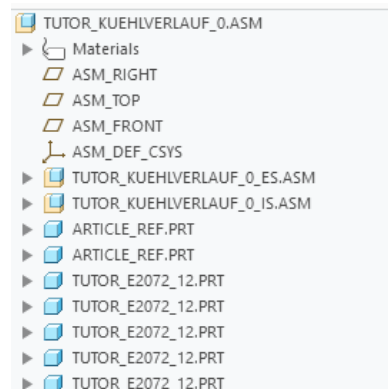 TUTOR_KUEHLVERLAUF_0.ASM
Materials
ASM_RIGHT
ASM_TOP
ASM_FRONT
ASM_DEF_CSYS
TUTOR_KUEHLVERLAUF_0_ES.ASM
TUTOR_KUEHLVERLAUF_0_IS.ASM
ARTICLE_REF.PRT
ARTICLE_REF.PRT
TUTOR_E2072_12.PRT
TUTOR_E2072_12.PRT
TUTOR_E2072_12.PRT
TUTOR_E2072_12.PRT
TUTOR_E2072_12.PRT